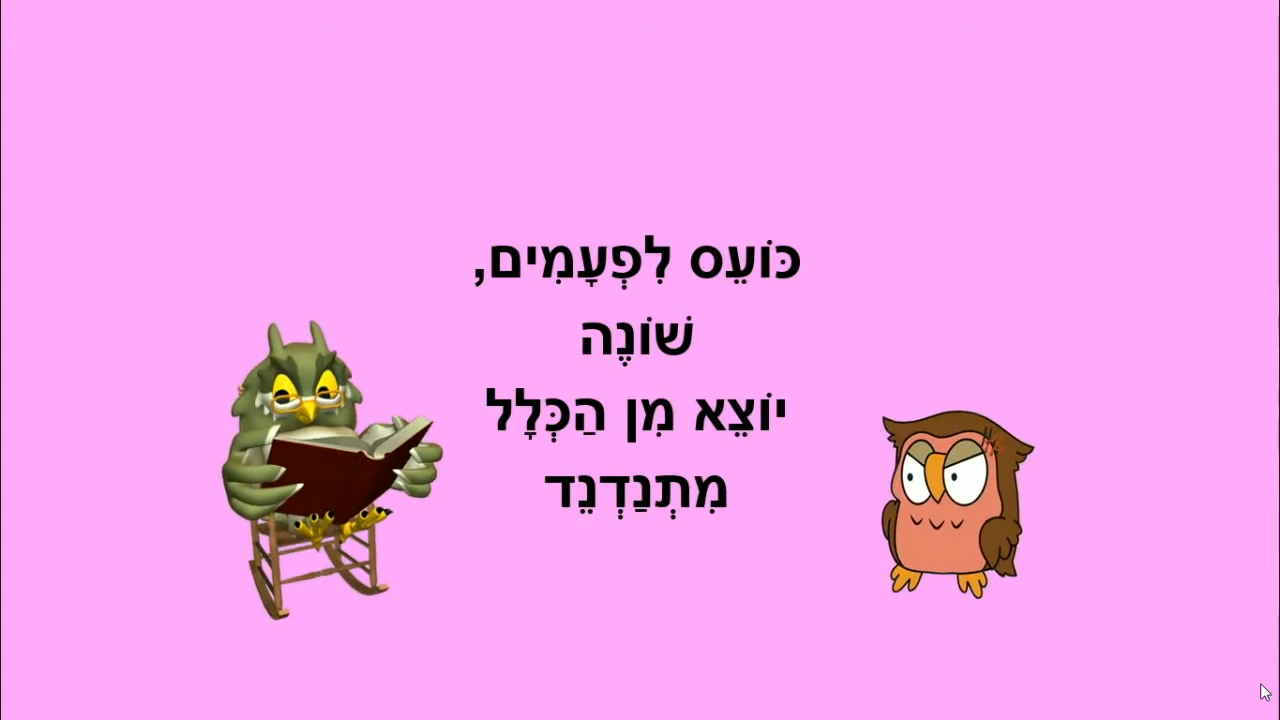 כּוֹעֵס לִפְעָמִים,
שׁוֹנֶה
יוֹצֵא מִן הַכְּלָל
מִתְנַדְנֵד